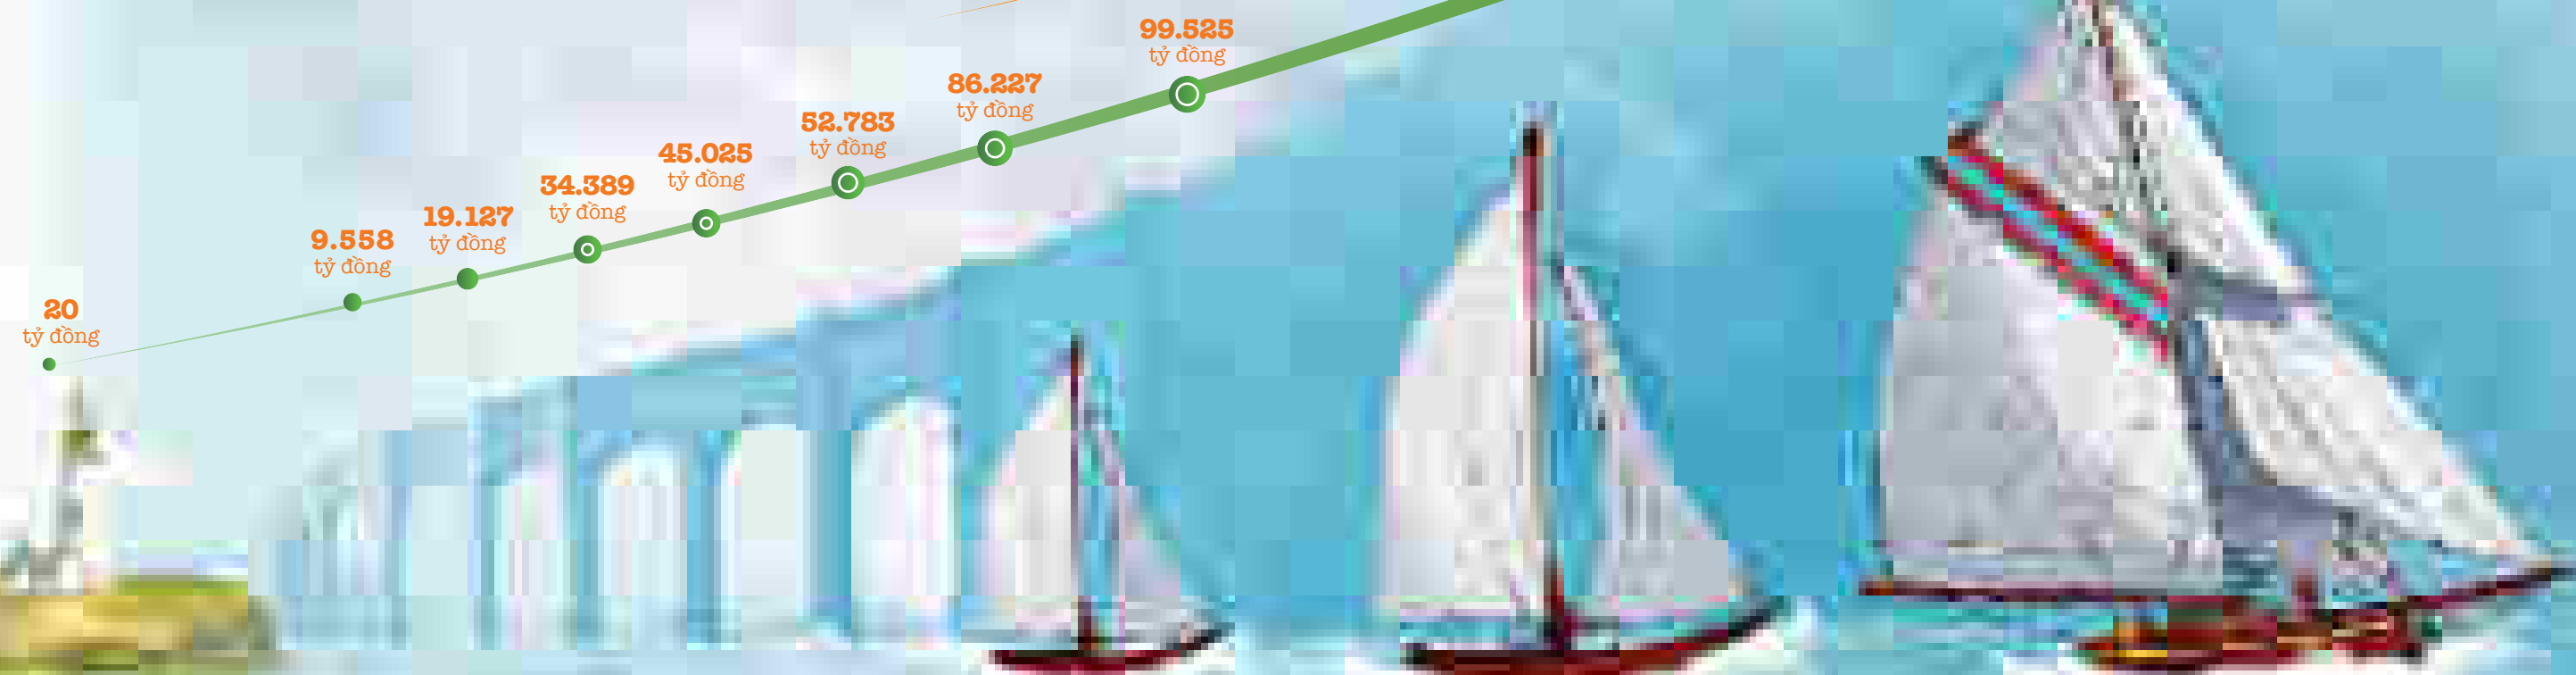 20
tỷ đồng
9.558
tỷ đồng
19.127
tỷ đồng
34.389
tỷ đồng
45.025
tỷ đồng
52.783
tỷ đồng
86.227
tỷ đồng
99.525
tỷ đồng